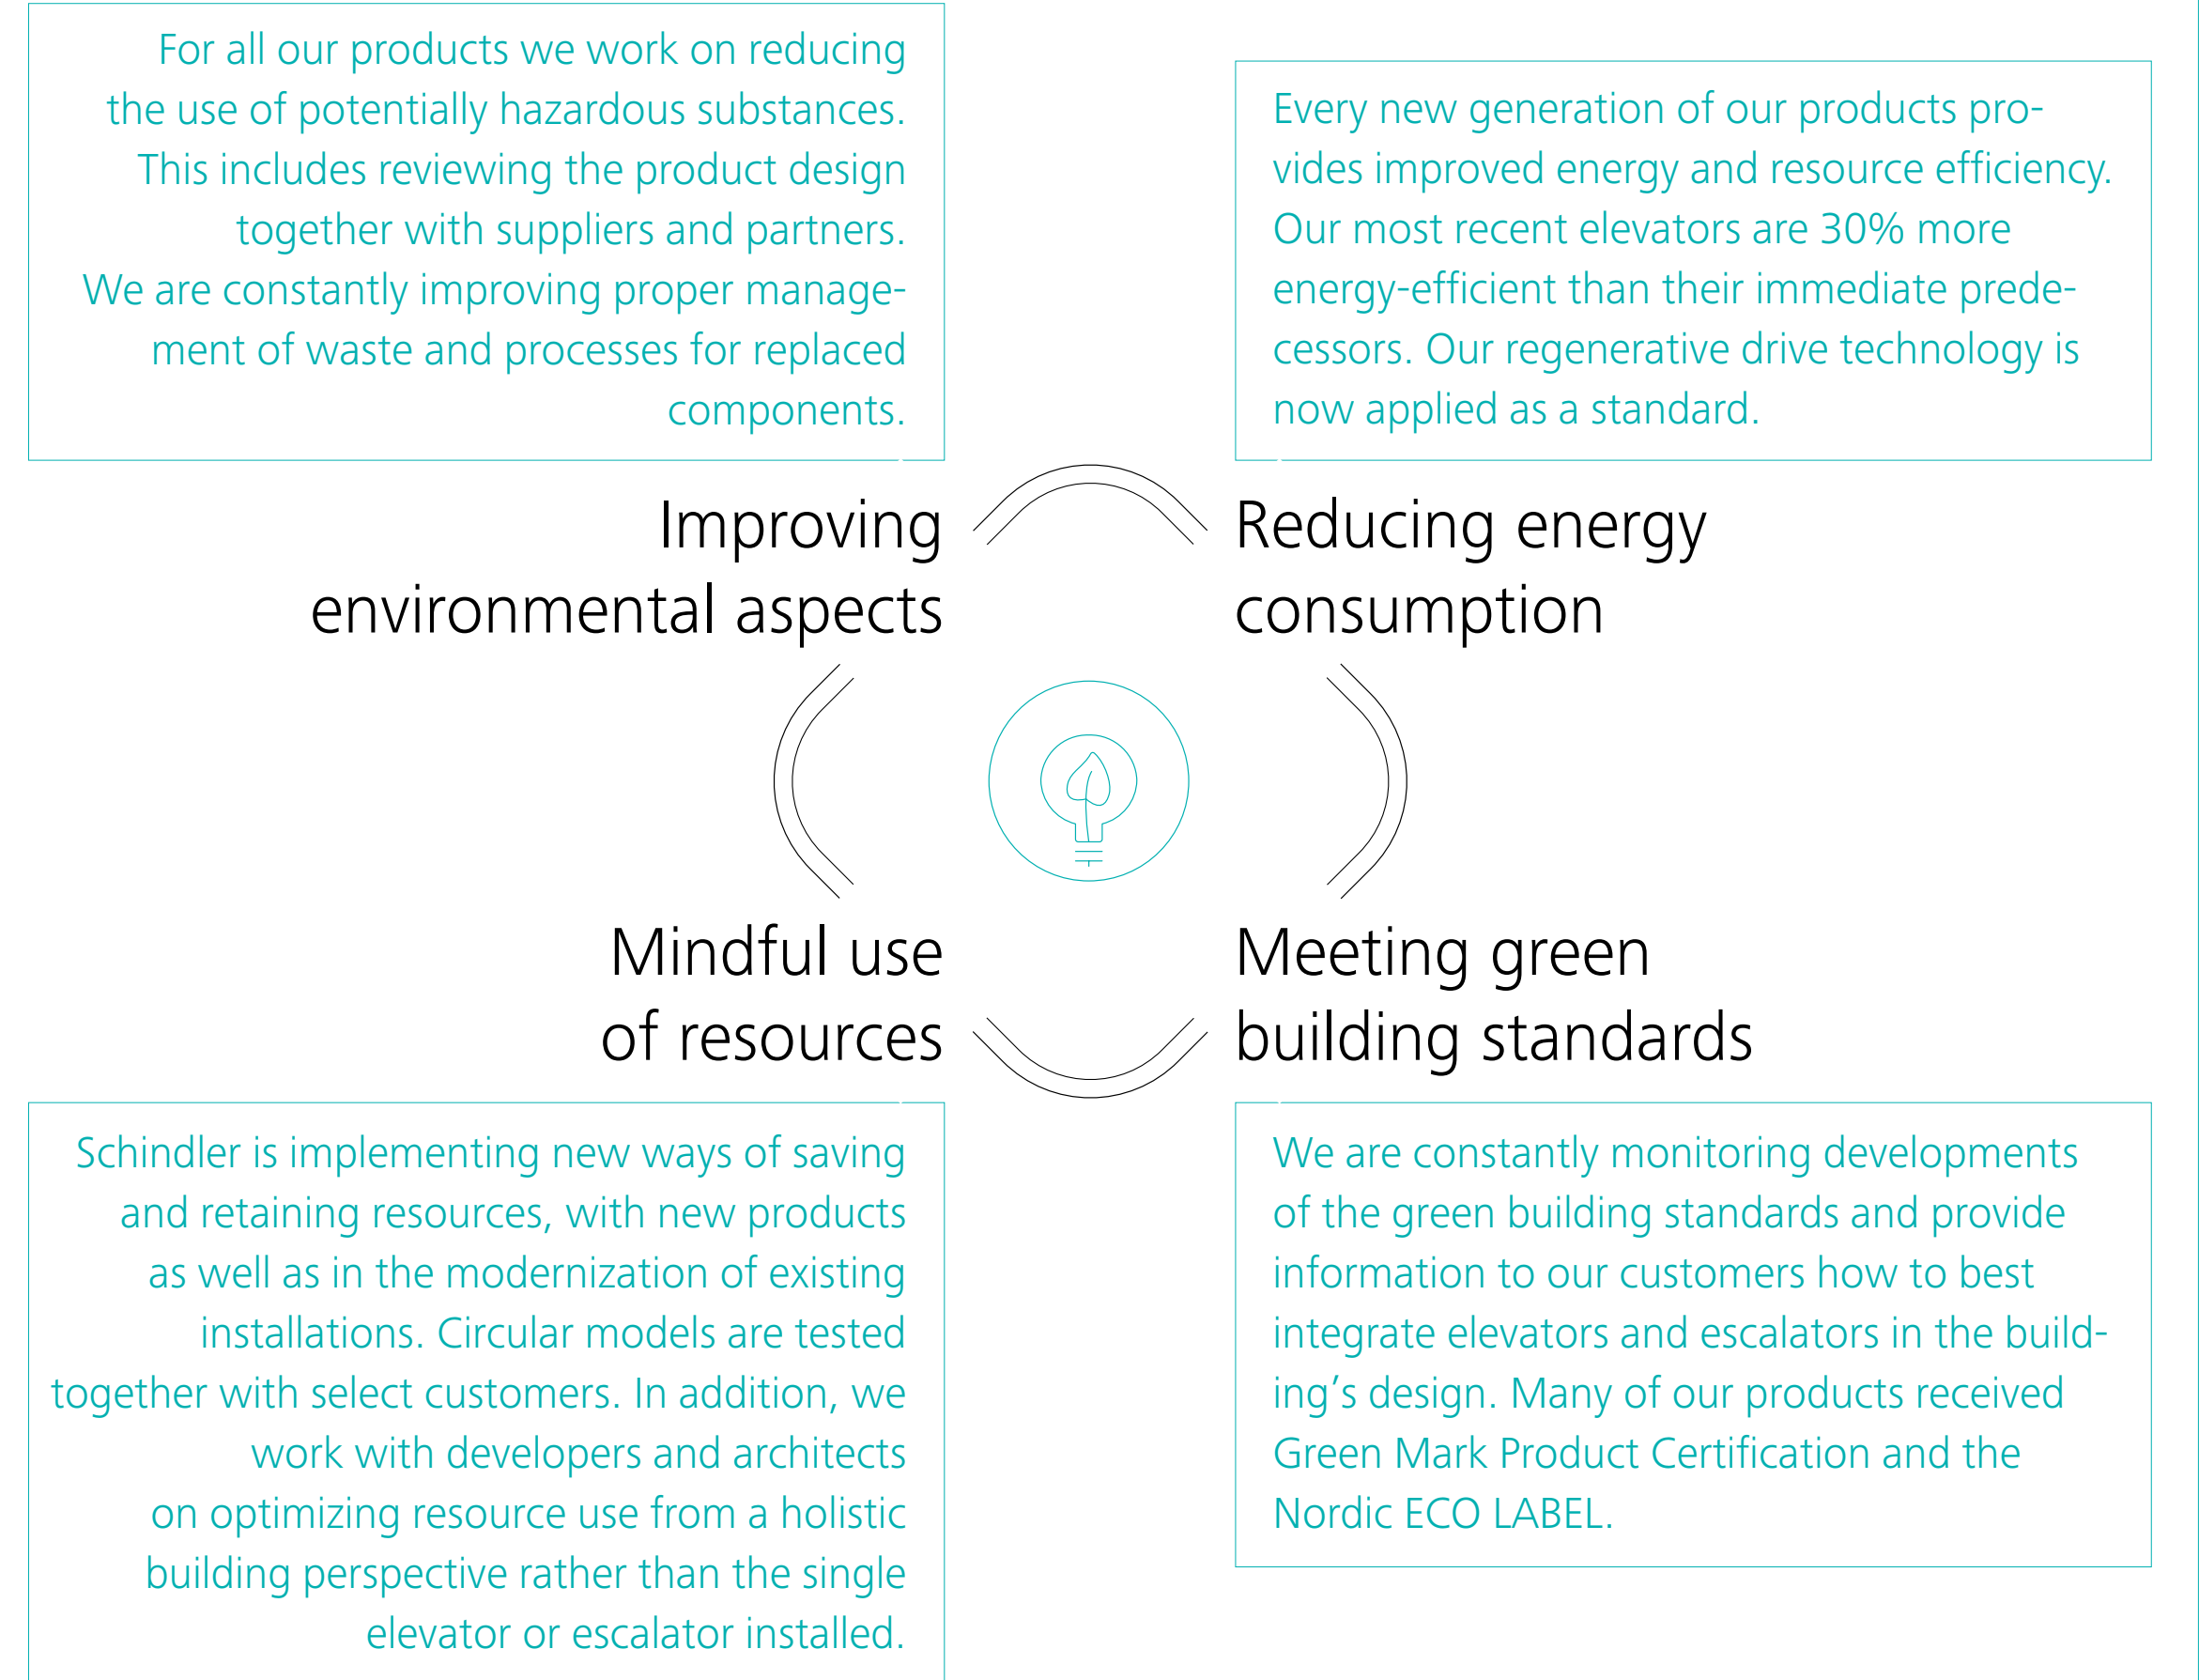 For all our products we work on reducing
the use of potentially hazardous substances.
This includes reviewing the product design
together with suppliers and partners.
We are constantly improving proper manage-
ment of waste and processes for replaced
components.
Improving
environmental aspects
Every new generation of our products pro-
vides improved energy and resource efficiency.
Our most recent elevators are 30% more
energy-efficient than their immediate prede-
cessors. Our regenerative drive technology is
now applied as a standard.
Reducing energy
consumption
Mindful use
of resources
Schindler is implementing new ways of saving
and retaining resources, with new products
as well as in the modernization of existing
installations. Circular models are tested
together with select customers. In addition, we
work with developers and architects
on optimizing resource use from a holistic
building perspective rather than the single
elevator or escalator installed.
Meeting green
building standards
We are constantly monitoring developments
of the green building standards and provide
information to our customers how to best
integrate elevators and escalators in the build-
ing’s design. Many of our products received
Green Mark Product Certification and the
Nordic ECO LABEL.